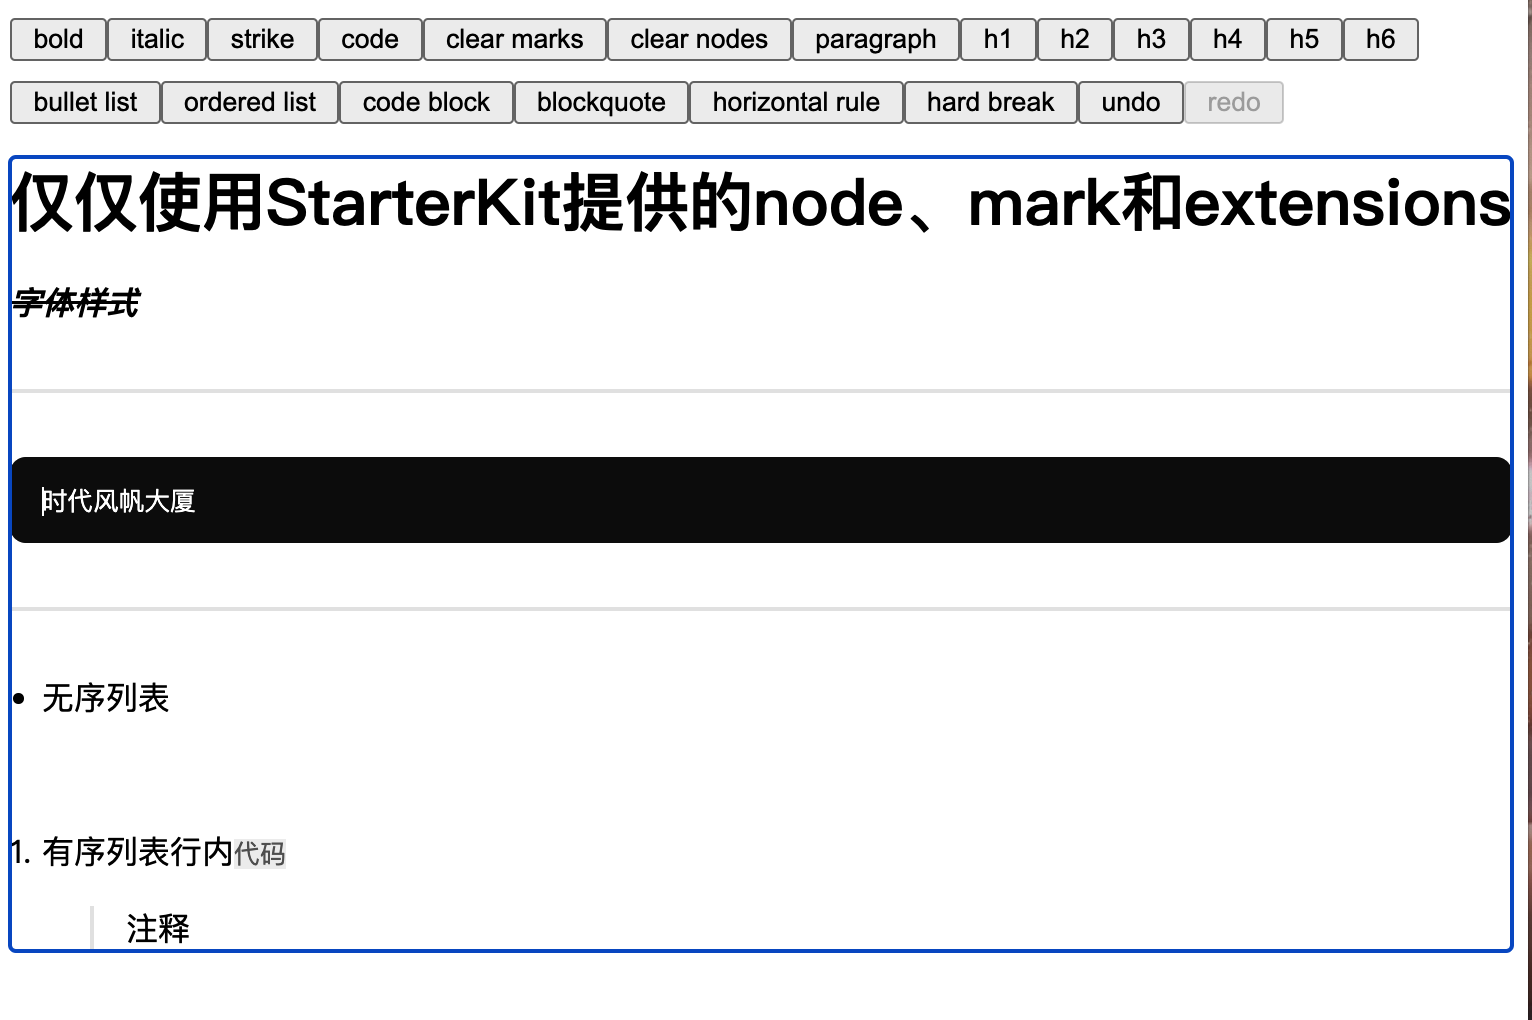 bold italic strike code clear marks clear nodes paragraph h1 h2 h3 h4 h5 h6
bullet list ordered list code block blockquote horizontal rule hard break undo redo
仅仅使用StarterKit提供的node、mark和extensions
字体样式
时代风帆大厦
• 无序列表
1. 有序列表行内代码
注释